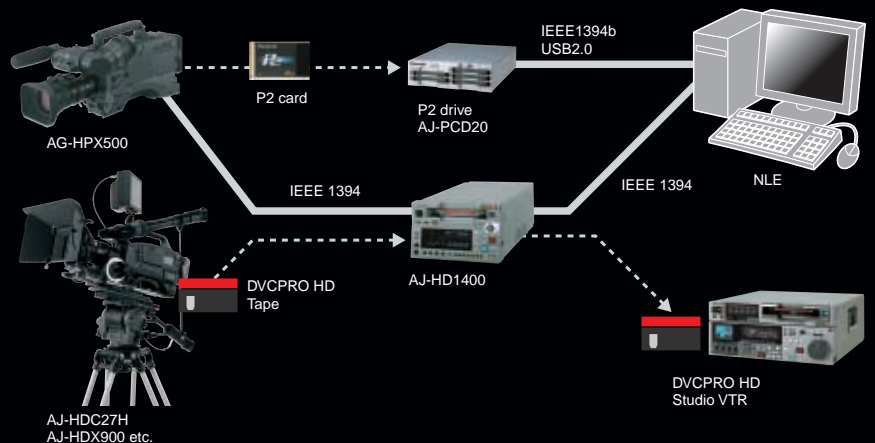 IEEE1394b
USB2.0
P2 card
P2 drive
AJ-PCD20
AG-HPX500
NLE
IEEE 1394
IEEE 1394
DVCPRO HD
Tape
AJ-HD1400
DVCPRO HD
Studio VTR
AJ-HDC27H
AJ-HDX900 etc.